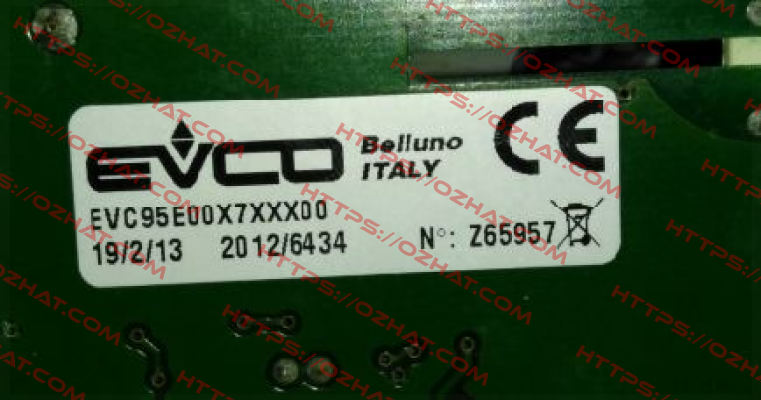 EVCO Belluno
ITALY
CE
EVC95E00X7XXX00
19/2/13 2012/6434 N°: Z65957
HTTPS://OZHAT.COM